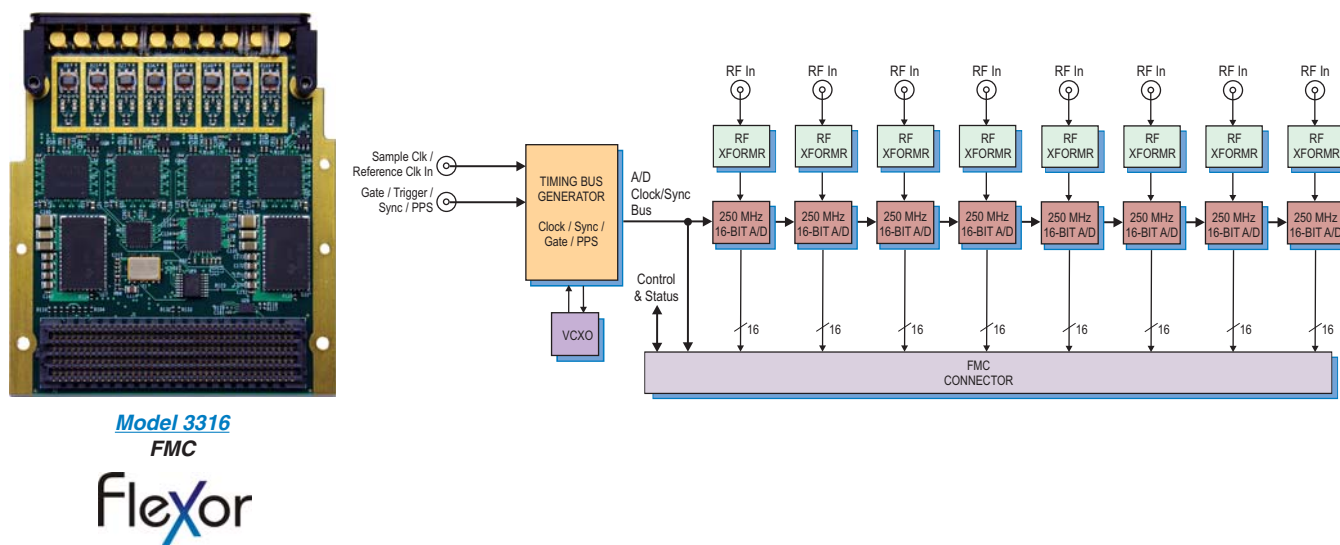 Model 3316
FMC
Flexor
Sample Clk /
Reference Clk In
Gate / Trigger /
Sync / PPS
TIMING BUS
GENERATOR
Clock / Sync /
Gate / PPS
VCXO
A/D
Clock/Sync
Bus
Control
& Status
RF In
RF In
RF In
RF In
RF In
RF In
RF In
RF In
RF
XFORMR
RF
XFORMR
RF
XFORMR
RF
XFORMR
RF
XFORMR
RF
XFORMR
RF
XFORMR
RF
XFORMR
250 MHz
16-BIT A/D
250 MHz
16-BIT A/D
250 MHz
16-BIT A/D
250 MHz
16-BIT A/D
250 MHz
16-BIT A/D
250 MHz
16-BIT A/D
250 MHz
16-BIT A/D
250 MHz
16-BIT A/D
16
16
16
16
16
16
16
16
FMC
CONNECTOR